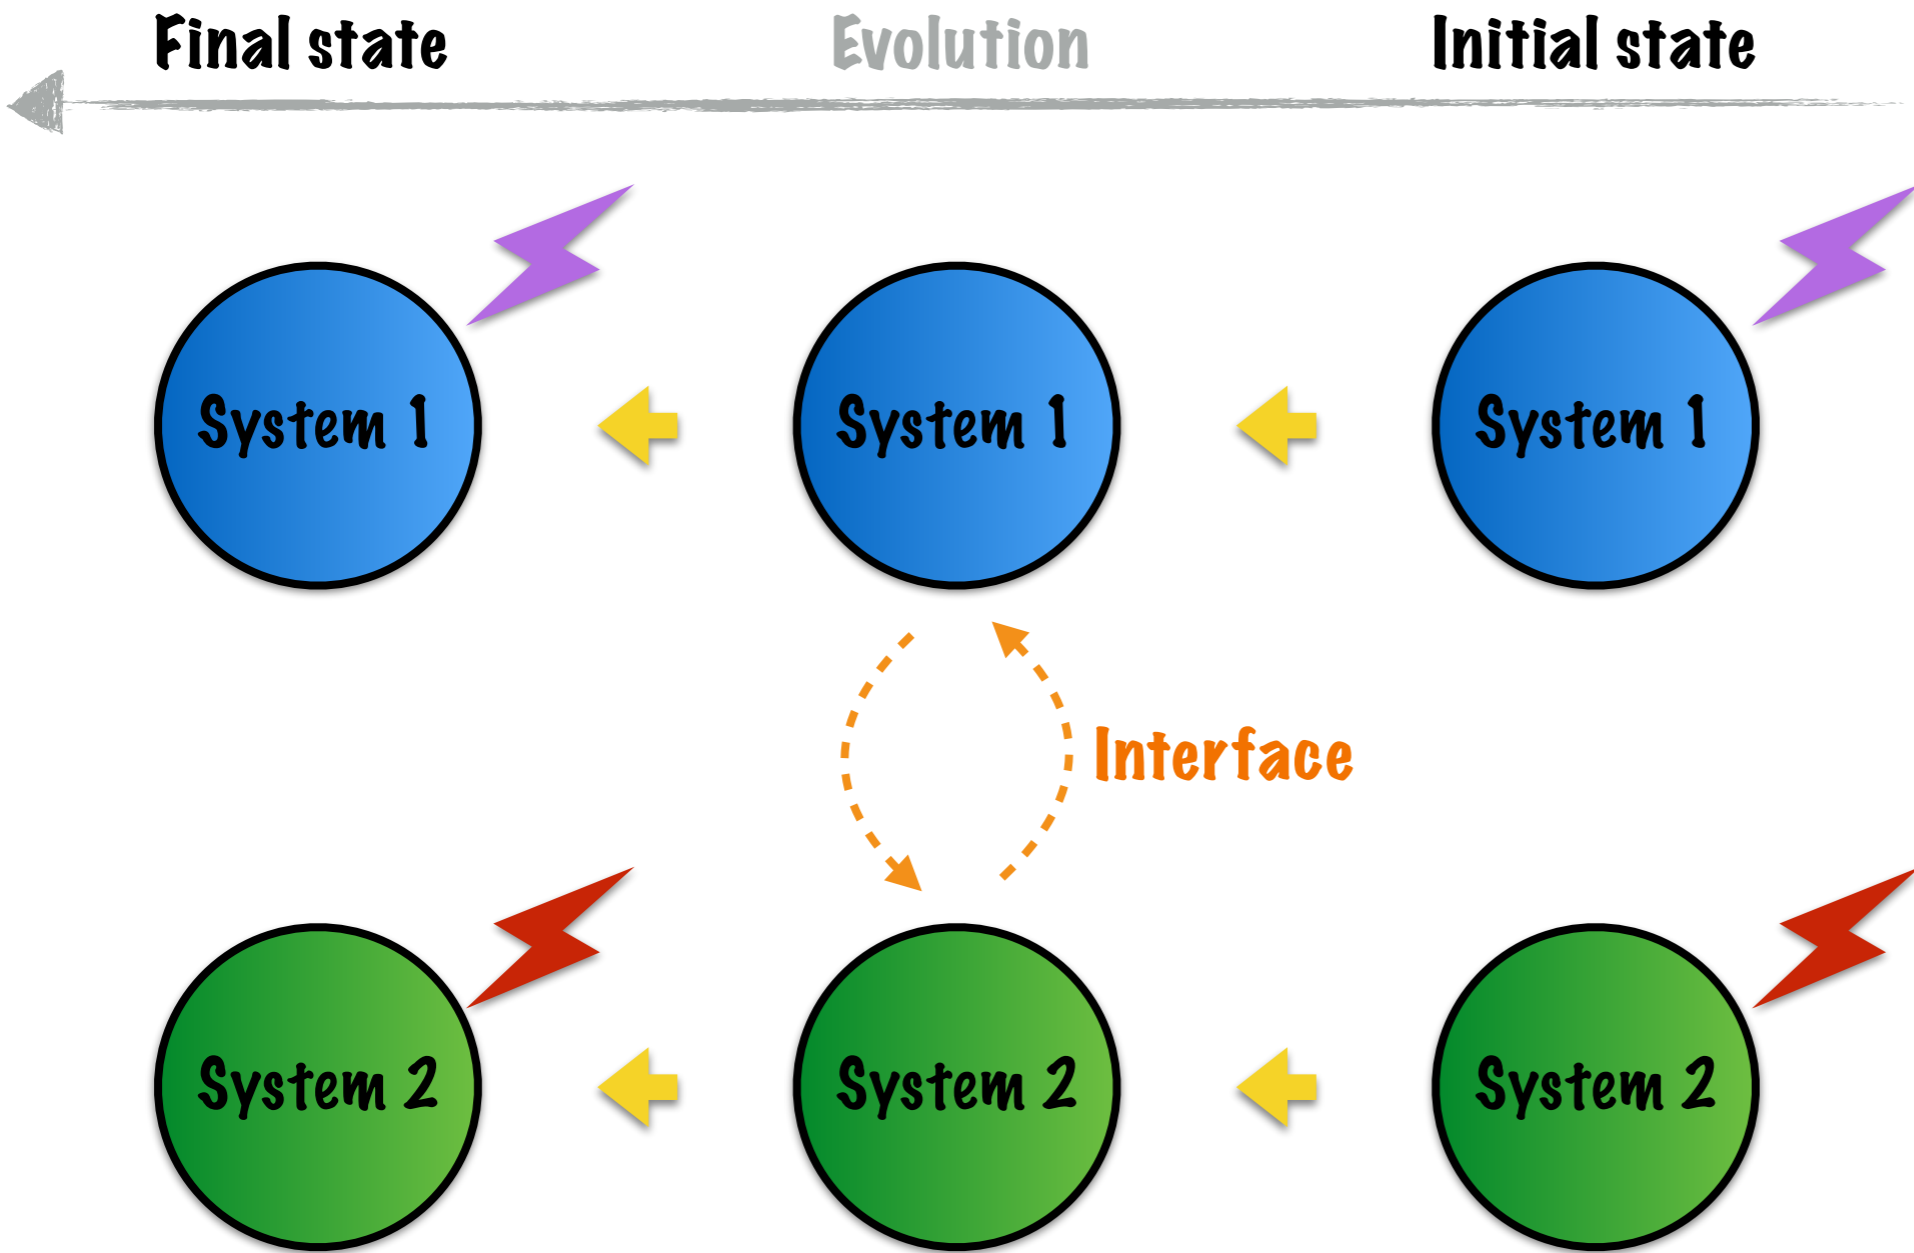 Final state
Evolution
Initial state
System 1
System 1
System 1
Interface
System 2
System 2
System 2